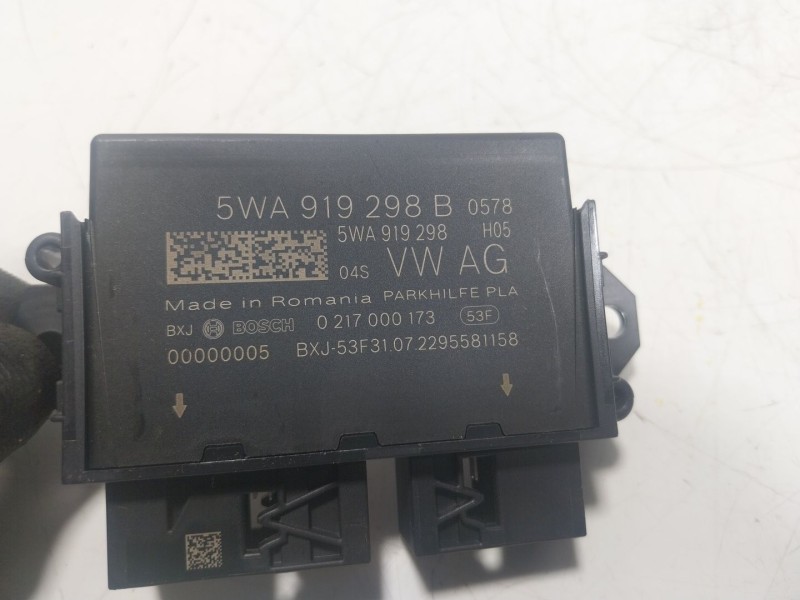 5WA 919 298 B 0578
5WA 919 298 H05
04S VW AG
Made in Romania PARKHILFE PLA
BXJ BOSCH 0 217 000 173 53F
00000005 BXJ-53F31.07.2295581158